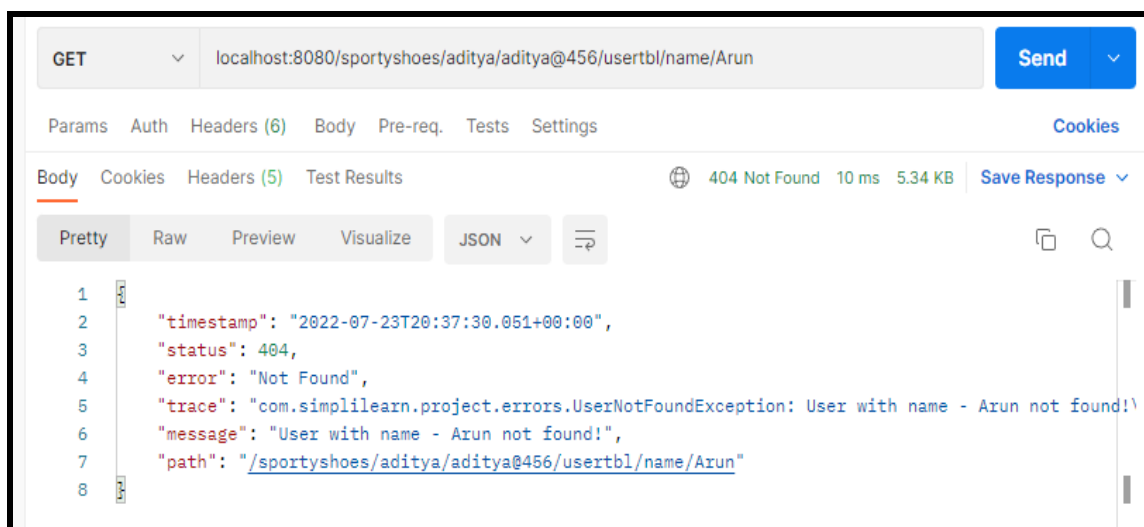 GET localhost:8080/sportyshoes/aditya/aditya@456/usertbl/name/Arun Send
Params Auth Headers (6) Body Pre-req. Tests Settings Cookies
Body Cookies Headers (5) Test Results 404 Not Found 10 ms 5.34 KB Save Response
Pretty Raw Preview Visualize JSON
1 {
2 "timestamp": "2022-07-23T20:37:30.051+00:00",
3 "status": 404,
4 "error": "Not Found",
5 "trace": "com.simplilearn.project.errors.UserNotFoundException: User with name - Arun not found!\
6 "message": "User with name - Arun not found!",
7 "path": "/sportyshoes/aditya/aditya@456/usertbl/name/Arun"
8 }